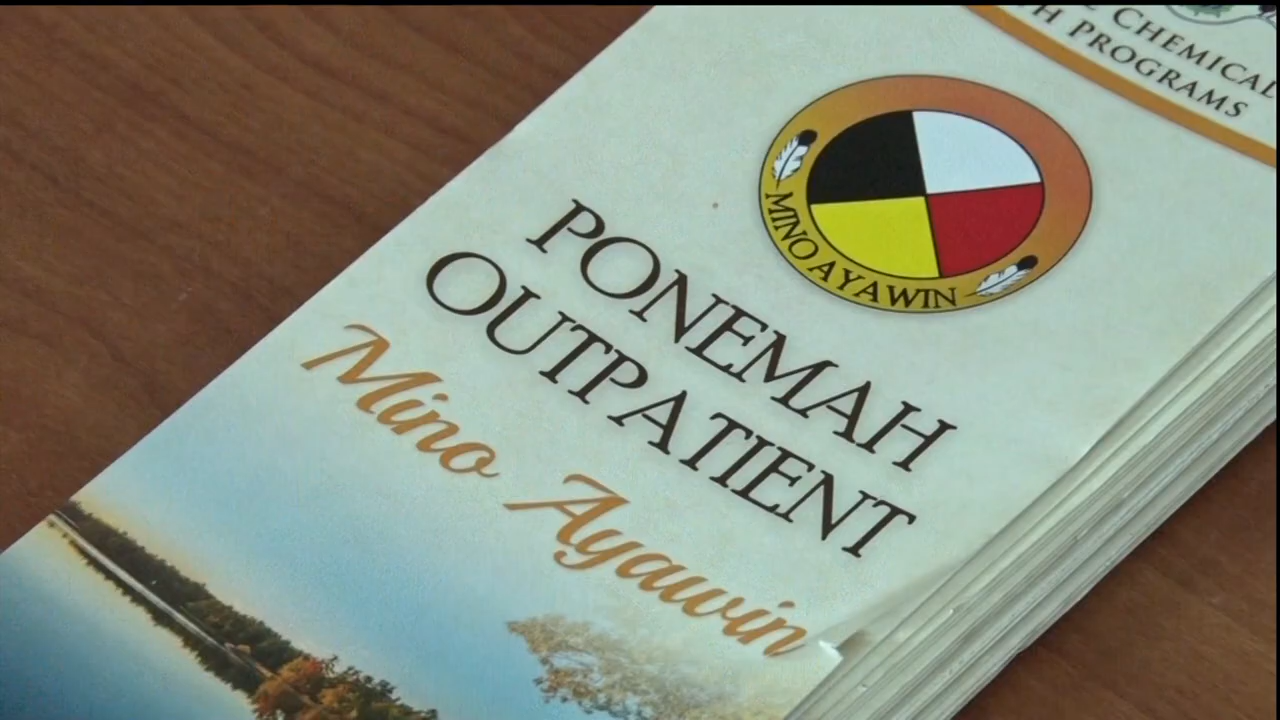 CHEMICAL
PROGRAMS
MINO AYAWIN
PONEMAH
OUTPATIENT
Mino Ayawin